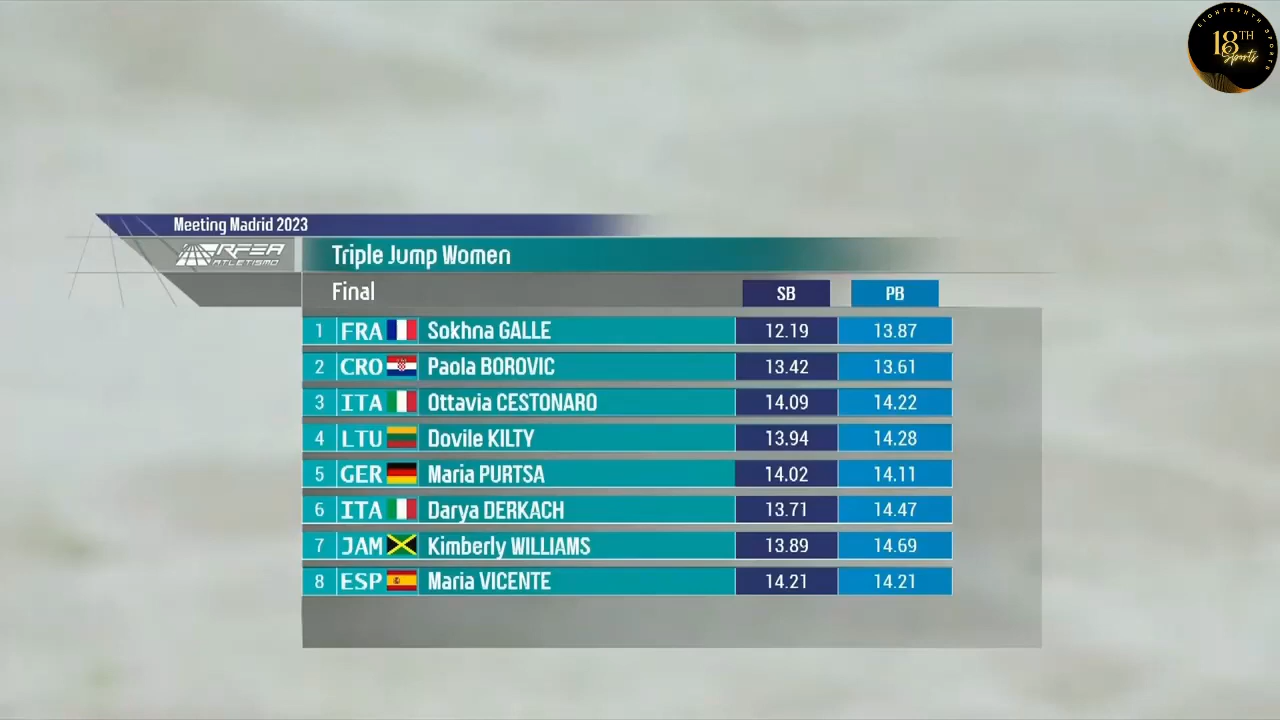 EIGHTEENTH SPORTS
18TH
Sports
Meeting Madrid 2023
RFEA
ATLETISMO
Triple Jump Women
Final SB PB
1 FRA Sokhna GALLE 12.19 13.87
2 CRO Paola BOROVIC 13.42 13.61
3 ITA Ottavia CESTONARO 14.09 14.22
4 LTU Dovile KILTY 13.94 14.28
5 GER Maria PURTSA 14.02 14.11
6 ITA Darya DERKACH 13.71 14.47
7 JAM Kimberly WILLIAMS 13.89 14.69
8 ESP Maria VICENTE 14.21 14.21